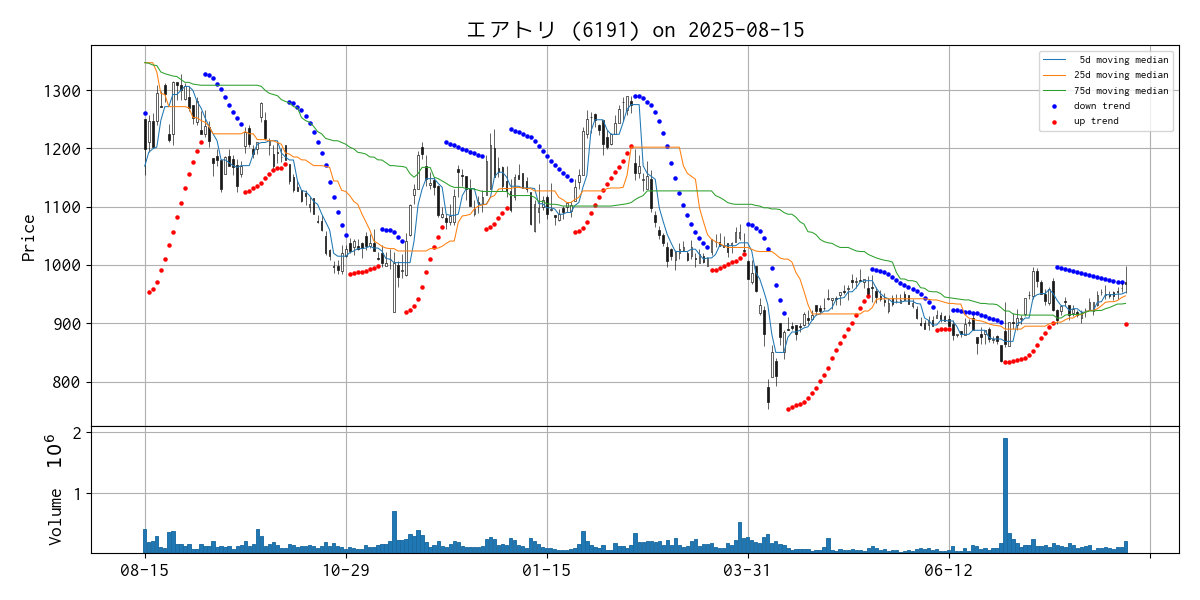 エアトリ (6191) on 2025-08-15
5d moving median
25d moving median
75d moving median
down trend
up trend
Price
1300
1200
1100
1000
900
800
Volume 10^6
2
1
08-15
10-29
01-15
03-31
06-12